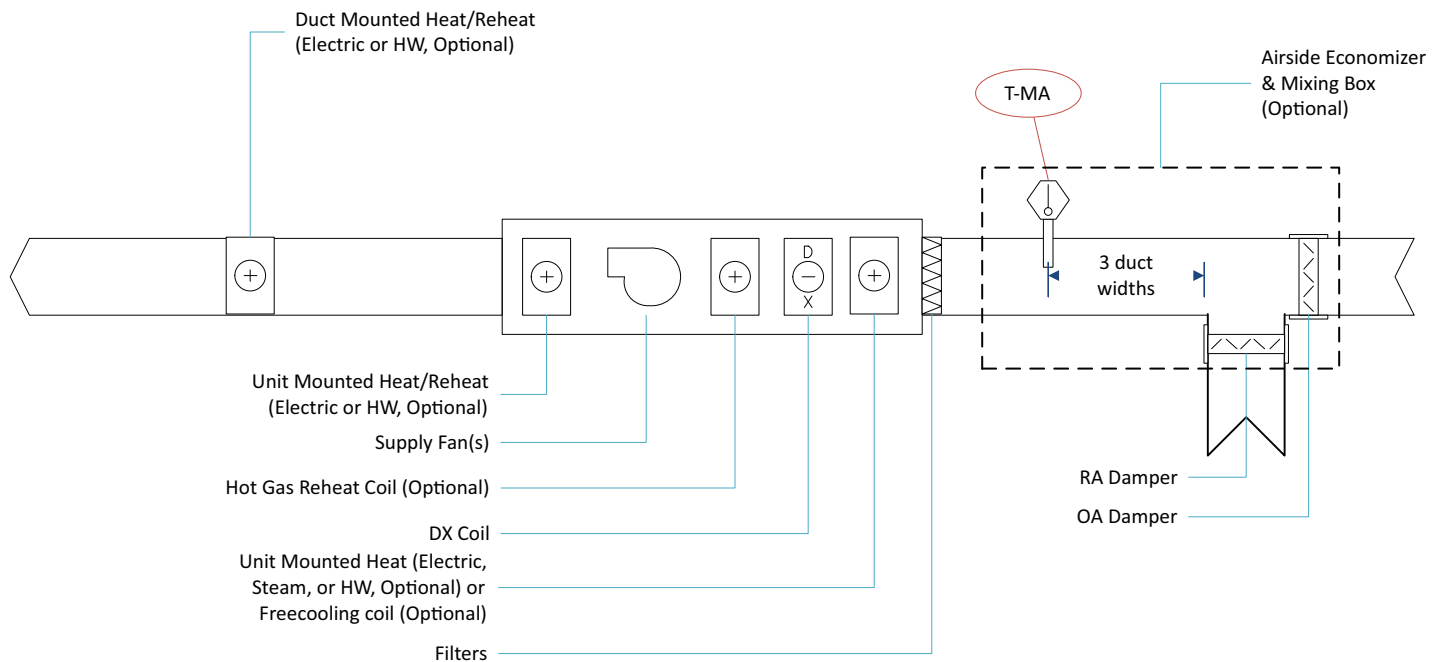 Duct Mounted Heat/Reheat
(Electric or HW, Optional)
Airside Economizer
& Mixing Box
(Optional)
T-MA
D
X
3 duct
widths
Unit Mounted Heat/Reheat
(Electric or HW, Optional)
Supply Fan(s)
Hot Gas Reheat Coil (Optional)
DX Coil
Unit Mounted Heat (Electric,
Steam, or HW, Optional) or
Freecooling coil (Optional)
Filters
RA Damper
OA Damper